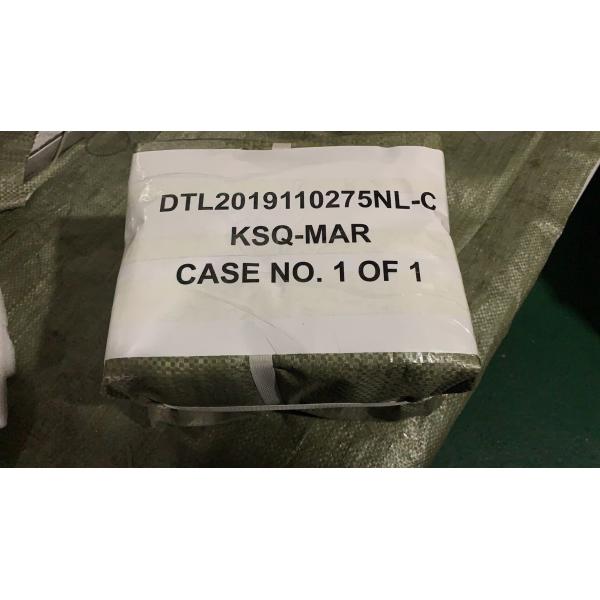 DTL2019110275NL-C
KSQ-MAR
CASE NO. 1 OF 1